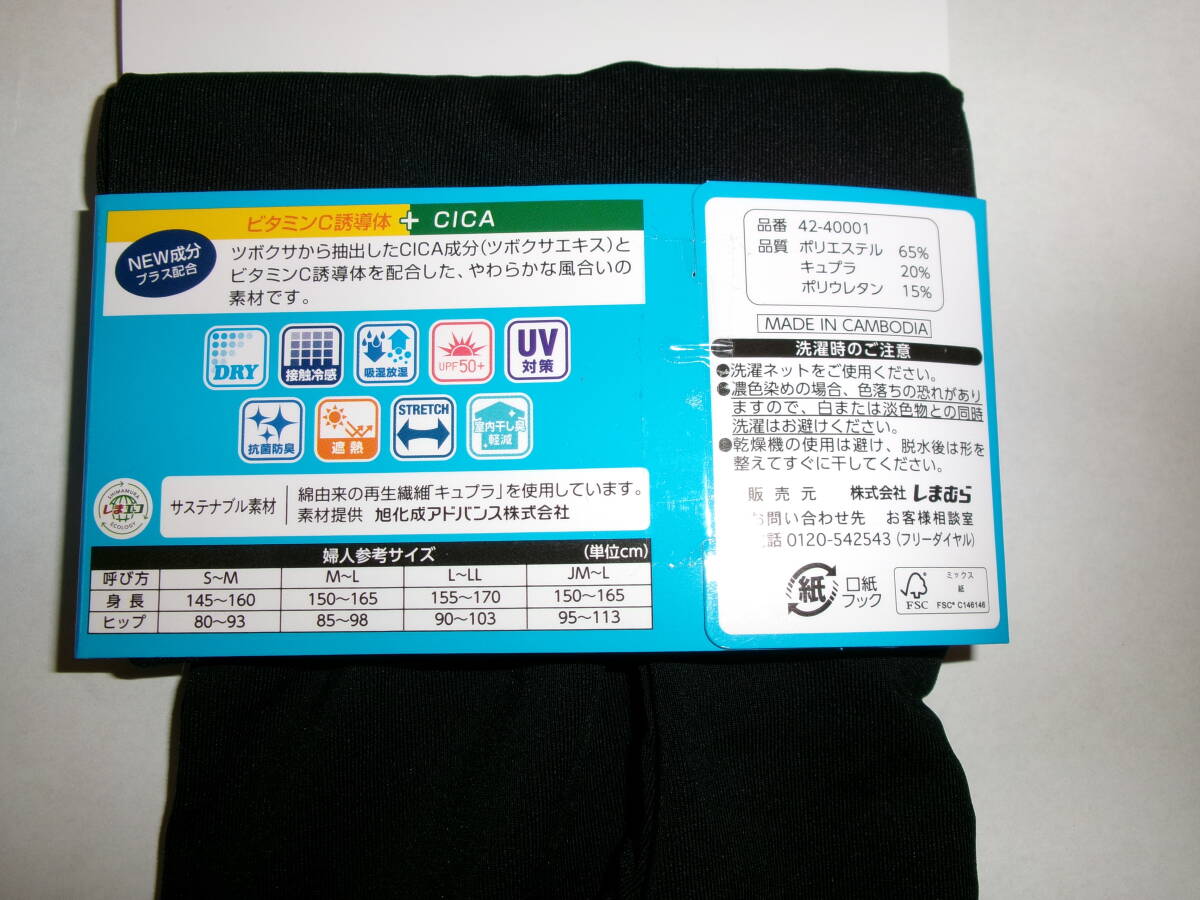 ビタミンC誘導体 + CICA
NEW成分
プラス配合
ツボクサから抽出したCICA成分(ツボクサエキス)と
ビタミンC誘導体を配合した、やわらかな風合いの
素材です。
DRY
接触冷感
吸湿放湿
UPF50+
UV
対策
抗菌防臭
遮熱
STRETCH
室内干し臭
軽減
SHIMAMURA
しまむら
ECOLOGY
サステナブル素材
綿由来の再生繊維「キュプラ」を使用しています。
素材提供 旭化成アドバンス株式会社
婦人参考サイズ (単位cm)
呼び方 S~M M~L L~LL JM~L
身長 145~160 150~165 155~170 150~165
ヒップ 80~93 85~98 90~103 95~113
品番 42-40001
品質 ポリエステル 65%
キュプラ 20%
ポリウレタン 15%
MADE IN CAMBODIA
洗濯時のご注意
●洗濯ネットをご使用ください。
●濃色染めの場合、色落ちの恐れがあり
ますので、白または淡色物との同時
洗濯はお避けください。
●乾燥機の使用は避け、脱水後は形を
整えてすぐに干してください。
販売元 株式会社しまむら
お問い合わせ先 お客様相談室
電話 0120-542543 (フリーダイヤル)
紙
口紙
フック
FSC
ミックス
紙
FSC® C146146